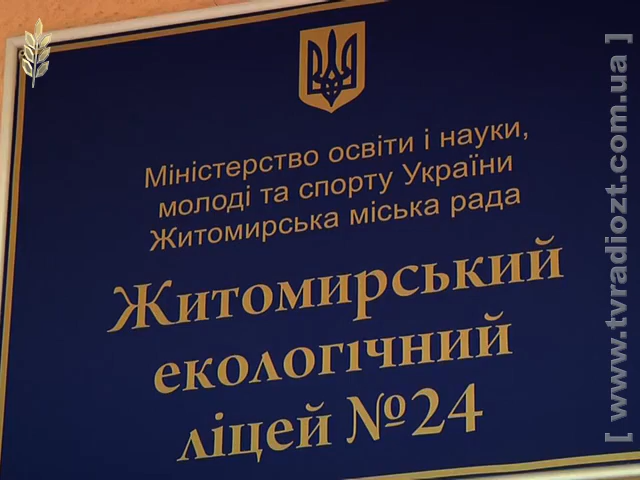 Міністерство освіти і науки,
молоді та спорту України
Житомирська міська рада
Житомирський
екологічний
ліцей №24
[ www.tvradiozt.com.ua ]